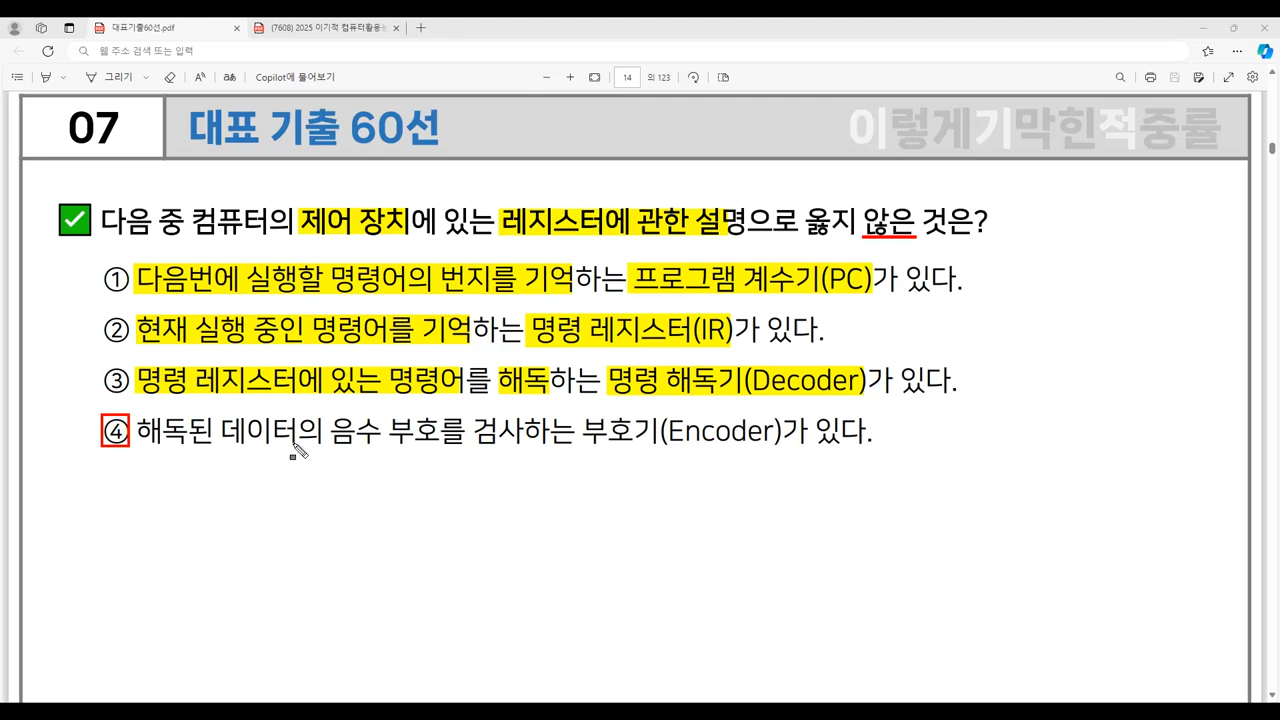 대표기출60선.pdf
(7608) 2025 이기적 컴퓨터활용능
웹 주소 검색 또는 입력
그리기
Copilot에 물어보기
14 의 123
07 대표 기출 60선 이렇게기막힌적중률
다음 중 컴퓨터의 제어 장치에 있는 레지스터에 관한 설명으로 옳지 않은 것은?
① 다음번에 실행할 명령어의 번지를 기억하는 프로그램 계수기(PC)가 있다.
② 현재 실행 중인 명령어를 기억하는 명령 레지스터(IR)가 있다.
③ 명령 레지스터에 있는 명령어를 해독하는 명령 해독기(Decoder)가 있다.
④ 해독된 데이터의 음수 부호를 검사하는 부호기(Encoder)가 있다.